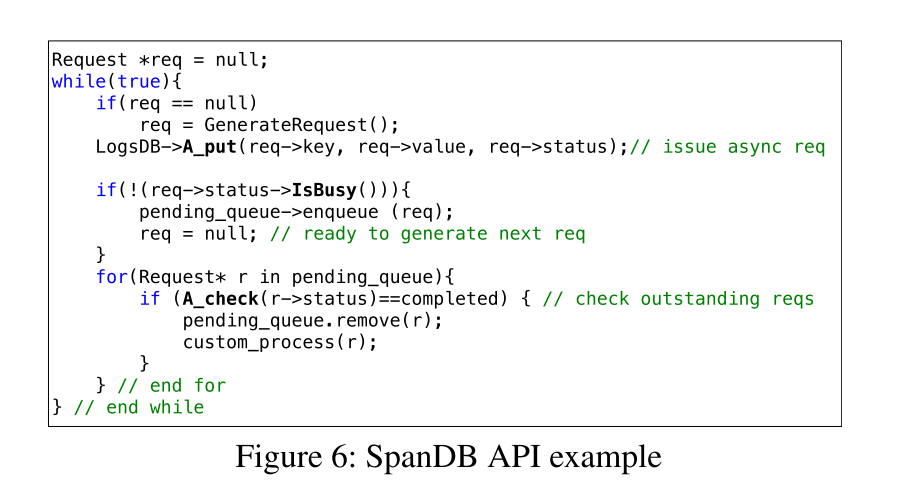 Request *req = null;
while(true){
    if(req == null)
        req = GenerateRequest();
    LogsDB->A_put(req->key, req->value, req->status);// issue async req
    if(!(req->status->IsBusy())){
        pending_queue->enqueue (req);
        req = null; // ready to generate next req
    }
    for(Request* r in pending_queue){
        if (A_check(r->status)==completed) { // check outstanding reqs
            pending_queue.remove(r);
            custom_process(r);
        }
    } // end for
} // end while
Figure 6: SpanDB API example